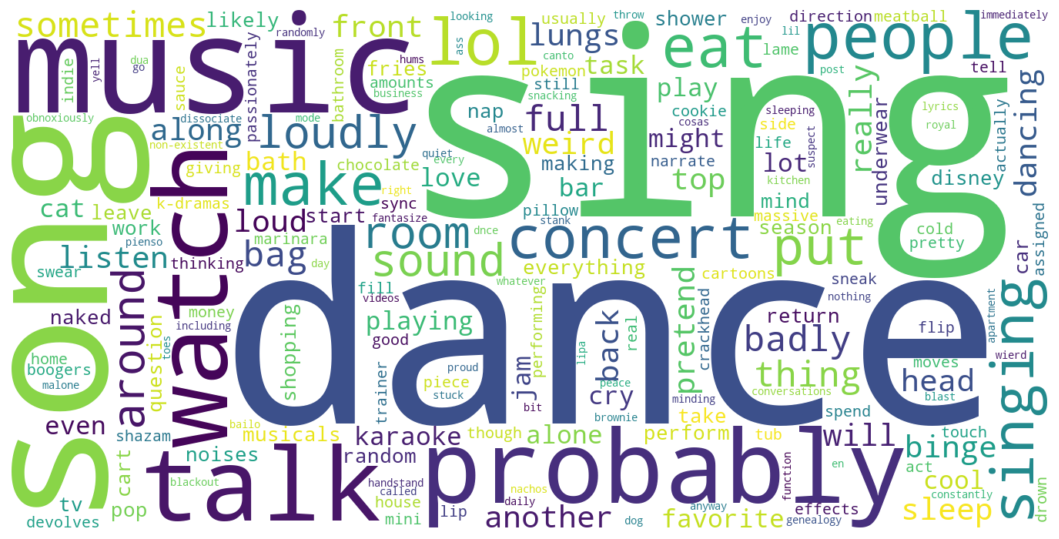 sometimes
likely
randomly
front
lol
looking
usually
throw
enjoy
shower
direction
meatball
immediately
music
indie
yell
dua
go
sauce
passionately
bathroom
fries
amounts
ass
hums
business
lungs
canto
pokemon
task
eat
people
lil
post
lame
tell
obnoxiously
dissociate
mode
snacking
still
play
really
lyrics
royal
actually
dancing
song
sing
non-existent
along
loudly
nap
almost
full
cookie
cosas
might
sleeping
side
suspect
underwear
giving
bath
chocolate
quiet
every
weird
making
narrate
lot
life
watch
make
right
love
bar
top
kitchen
mind
disney
cat
leave
k-dramas
loud
start
sync
fantasize
pillow
stank
massive
eating
season
cold
pretty
assigned
work
pienso
listen
swear
thinking
bag
marinara
day
room
sound
dnce
concert
everything
put
car
around
money
including
fill
videos
whatever
cartoons
sneak
nothing
naked
toes
shopping
playing
good
performing
real
pretend
crackhead
return
flip
apartment
home
boogers
malone
question
dance
trainer
proud
piece
stuck
jam
bit
lipa
back
peace
cry
minding
brownie
conversations
badly
thing
moves
head
blast
wierd
singing
even
shazam
bailo
musicals
karaoke
though
alone
perform
take
tub
spend
will
touch
binge
tv
cart
noises
talk
random
probably
en
act
cool
constantly
drown
devolves
pop
blackout
handstand
called
house
mini
lip
nachos
daily
another
dog
favorite
anyway
function
genealogy
effects
sleep